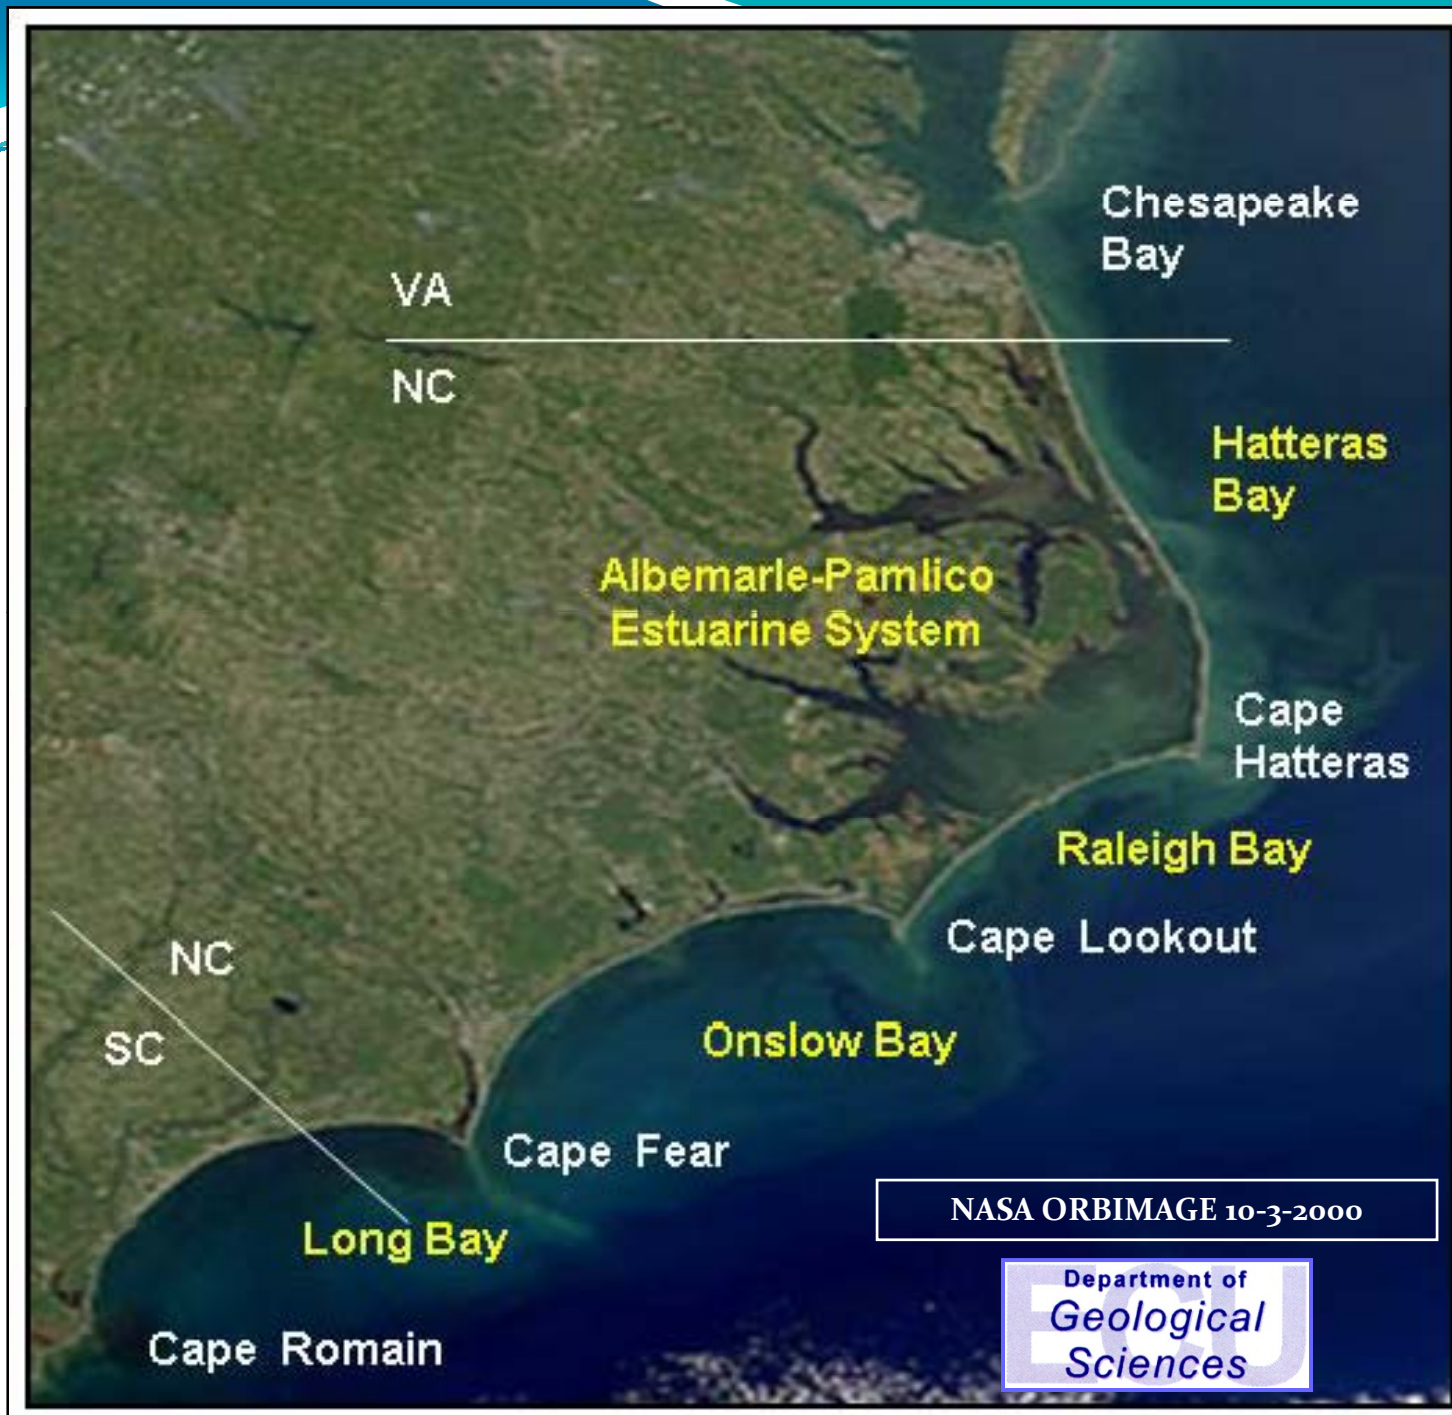 Chesapeake
Bay
VA
NC
Hatteras
Bay
Albemarle-Pamlico
Estuarine System
Cape
Hatteras
Raleigh Bay
Cape Lookout
NC
SC
Onslow Bay
Cape Fear
NASA ORBIMAGE 10-3-2000
Long Bay
ECU
Department of
Geological
Sciences
Cape Romain